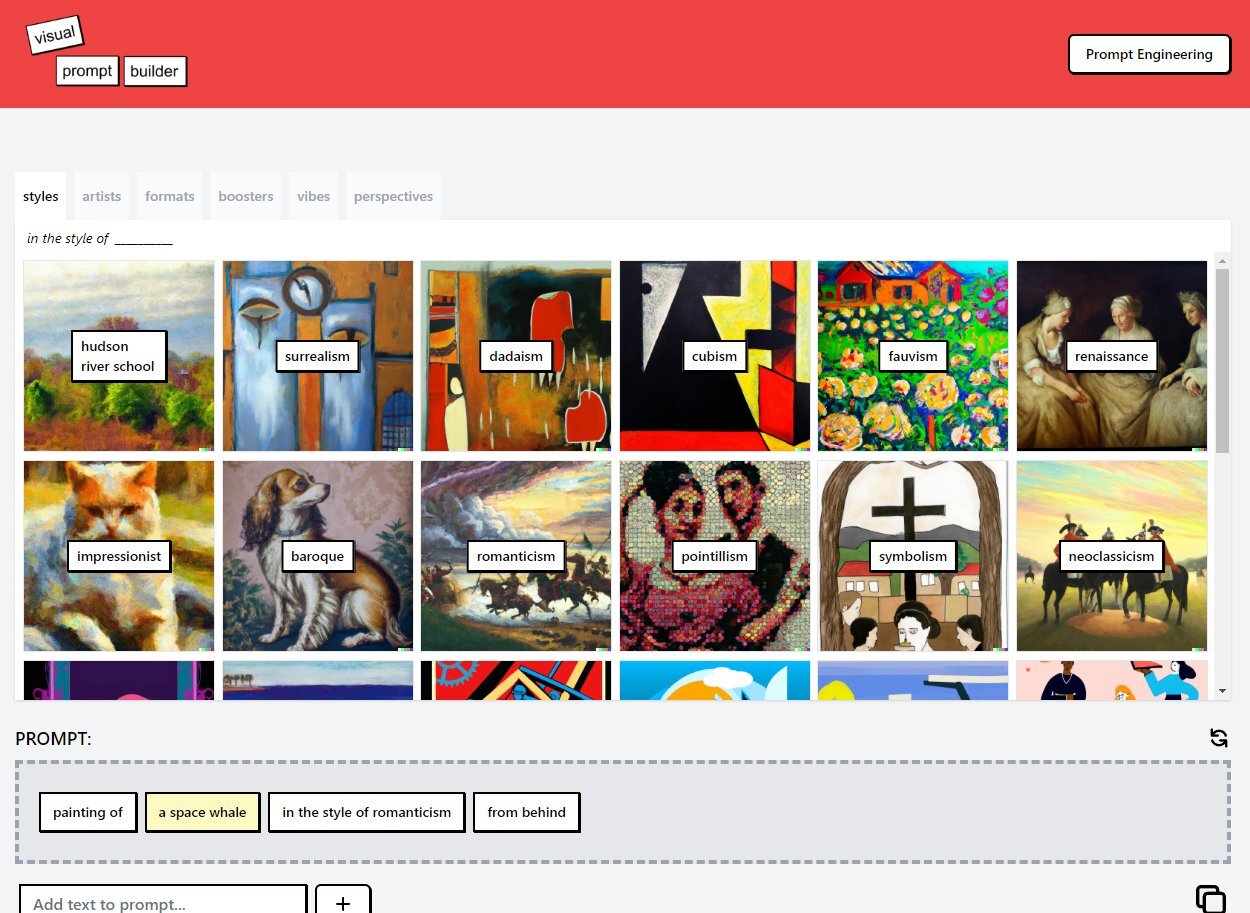 visual
prompt builder
Prompt Engineering
styles artists formats boosters vibes perspectives
in the style of __________
hudson
river school
surrealism
dadaism
cubism
fauvism
renaissance
impressionist
baroque
romanticism
pointillism
symbolism
neoclassicism
PROMPT:
painting of a space whale in the style of romanticism from behind
Add text to prompt... +